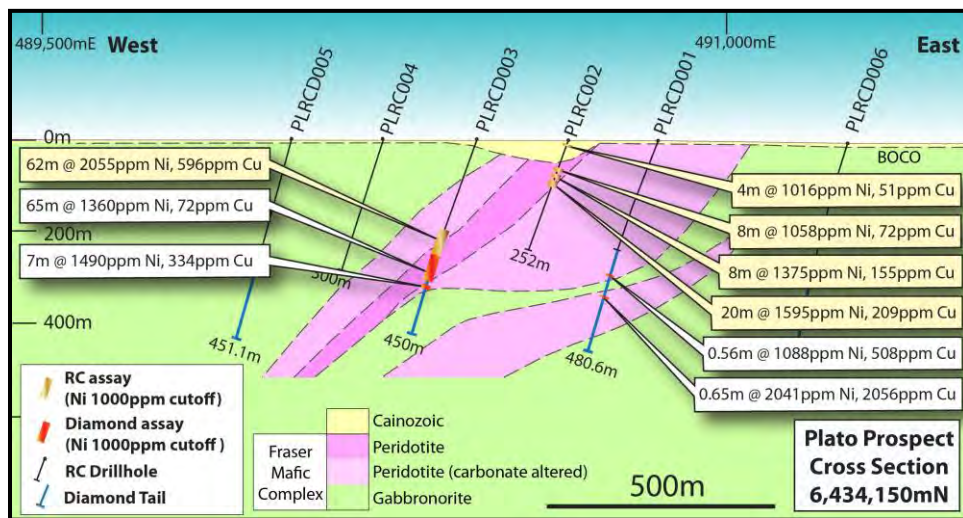 489,500mE
West
491,000mE
East
PLRCD005
PLRC004
PLRCD003
PLRC002
PLRCD001
PLRCD006
0m
BOCO
62m @ 2055ppm Ni, 596ppm Cu
65m @ 1360ppm Ni, 72ppm Cu
7m @ 1490ppm Ni, 334ppm Cu
4m @ 1016ppm Ni, 51ppm Cu
8m @ 1058ppm Ni, 72ppm Cu
8m @ 1375ppm Ni, 155ppm Cu
20m @ 1595ppm Ni, 209ppm Cu
0.56m @ 1088ppm Ni, 508ppm Cu
0.65m @ 2041ppm Ni, 2056ppm Cu
200m
300m
252m
400m
451.1m
450m
480.6m
RC assay
(Ni 1000ppm cutoff)
Diamond assay
(Ni 1000ppm cutoff)
RC Drillhole
Diamond Tail
Fraser
Mafic
Complex
Cainozoic
Peridotite
Peridotite (carbonate altered)
Gabbronorite
500m
Plato Prospect
Cross Section
6,434,150mN